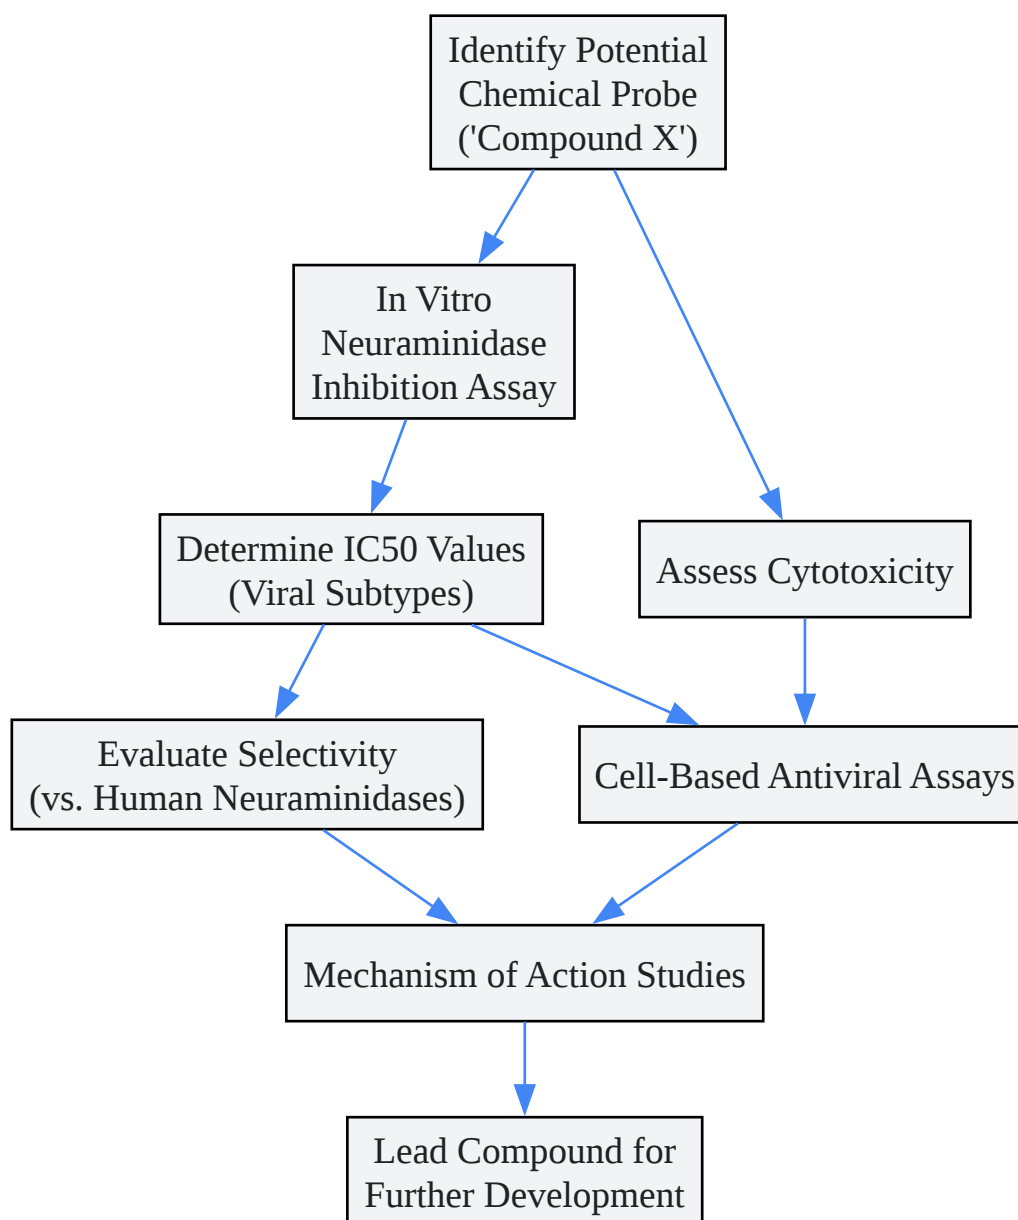 Identify Potential
Chemical Probe
('Compound X')
In Vitro
Neuraminidase
Inhibition Assay
Determine IC50 Values
(Viral Subtypes)
Assess Cytotoxicity
Evaluate Selectivity
(vs. Human Neuraminidases)
Cell-Based Antiviral Assays
Mechanism of Action Studies
Lead Compound for
Further Development